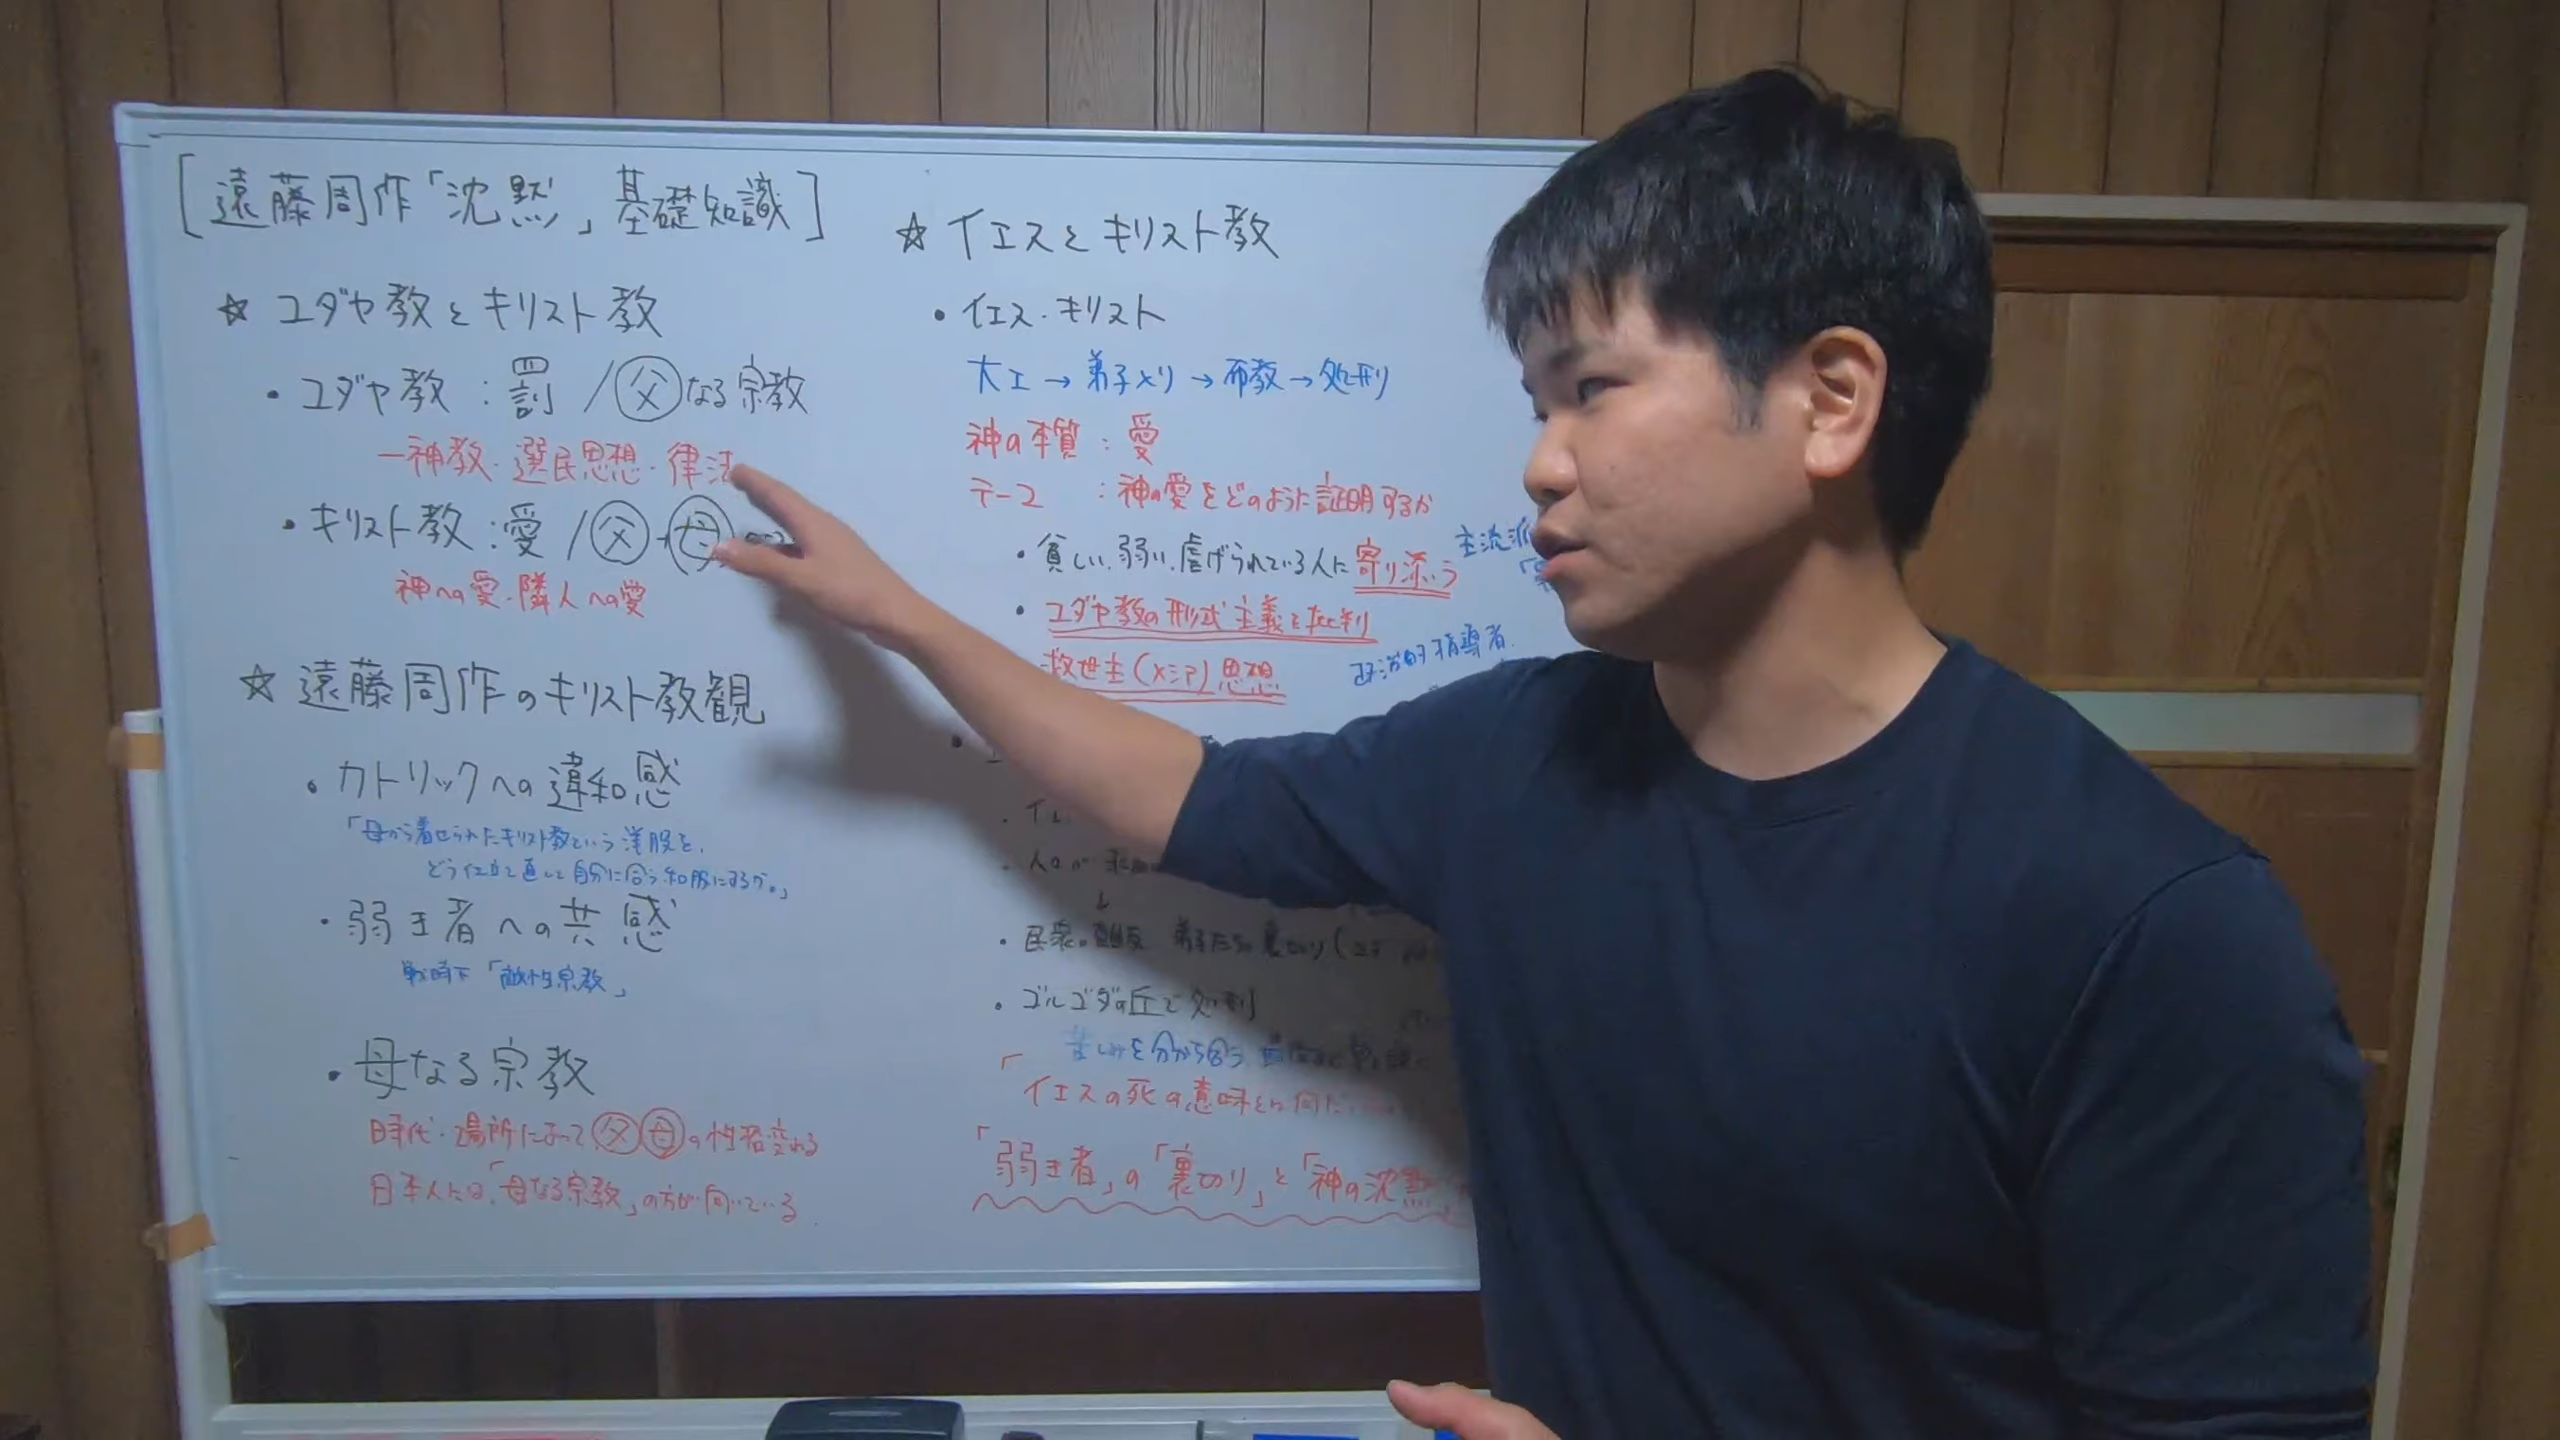 [遠藤周作「沈黙」基礎知識]
☆ ユダヤ教とキリスト教
・ユダヤ教：罰 / 父なる宗教
一神教・選民思想・律法
・キリスト教：愛 / 父・母
神への愛・隣人への愛
☆ 遠藤周作のキリスト教観
・カトリックへの違和感
「母から着せられたキリスト教という洋服を、
どう仕立て直して自分に合う和服にするか。」
・弱き者への共感
戦時下「敵性宗教」
・母なる宗教
時代・場所によって父母の性格変わる
日本人には、「母なる宗教」の方が向いている
☆ イエスとキリスト教
・イエス・キリスト
大工→弟子入り→布教→処刑
神の本質：愛
テーマ：神の愛をどのように証明するか
・貧しい、弱い、虐げられている人に寄り添う
主流派
・ユダヤ教の形式主義を批判
政治的指導者
救世主(メシア)思想
・人々が
↓
・民衆の離反 弟子たちの裏切り(
・ゴルゴダの丘で処刑
苦しみを分かち合う
「イエスの死の意味とは何だ
「弱き者」の「裏切り」と「神の沈黙